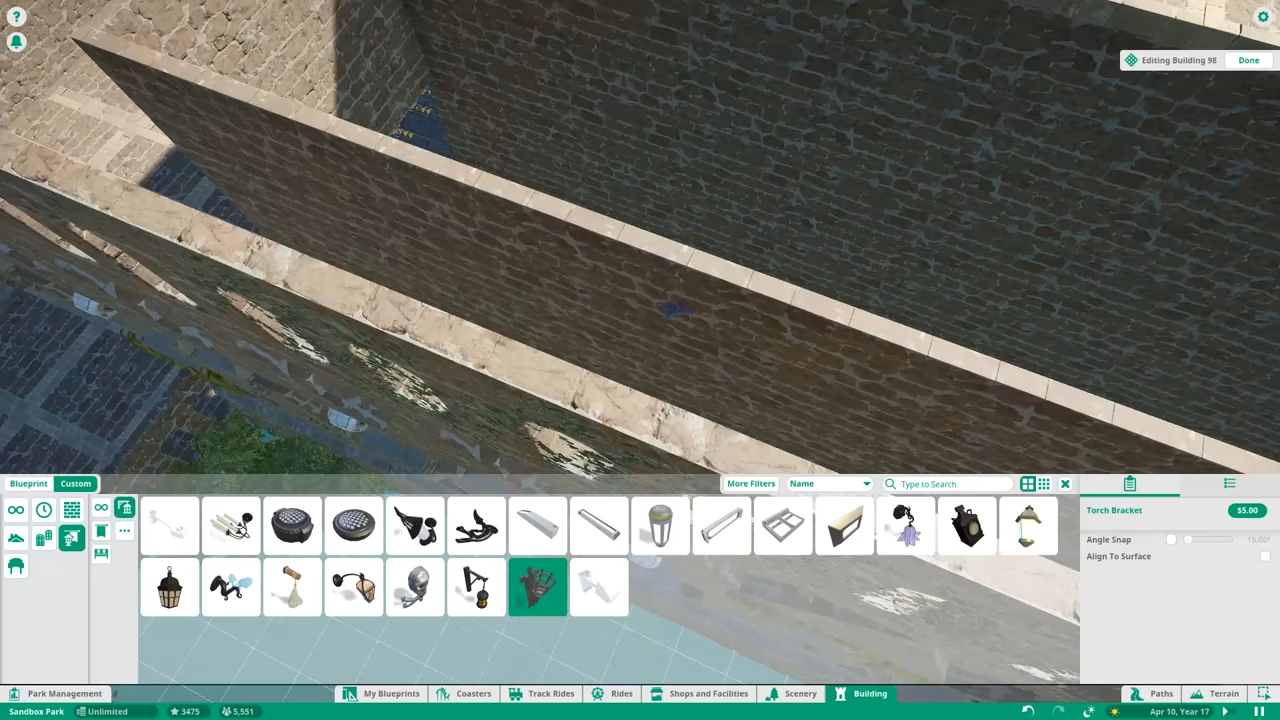 ?
Editing Building 98 Done
Blueprint Custom
More Filters Name Type to Search
Torch Bracket $5.00
Angle Snap 15.00°
Align To Surface
Park Management My Blueprints Coasters Track Rides Rides Shops and Facilities Scenery Building Paths Terrain
Sandbox Park Unlimited 3475 5,551 Apr 10, Year 17